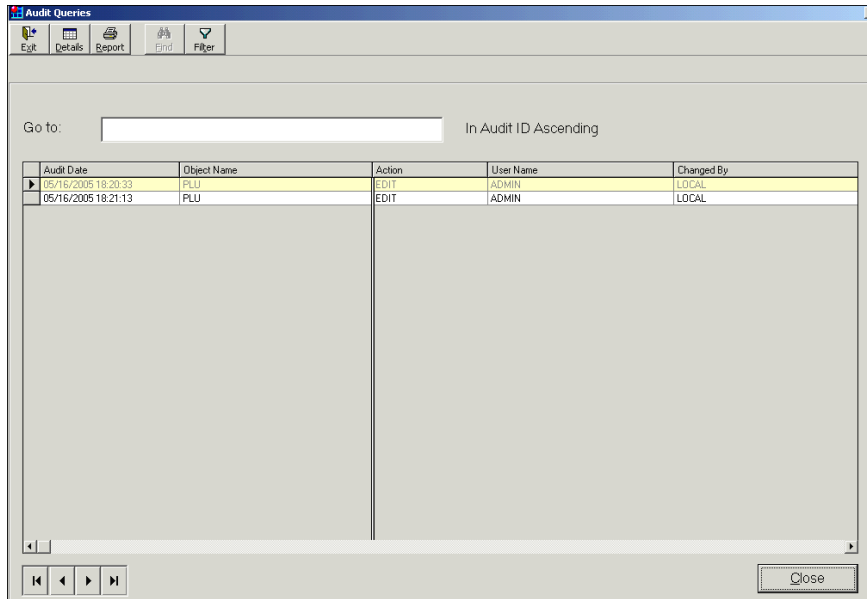 Audit Queries
Exit Details Report Find Filter
Go to: In Audit ID Ascending
Audit Date Object Name Action User Name Changed By
05/16/2005 18:20:33 PLU EDIT ADMIN LOCAL
05/16/2005 18:21:13 PLU EDIT ADMIN LOCAL
Close